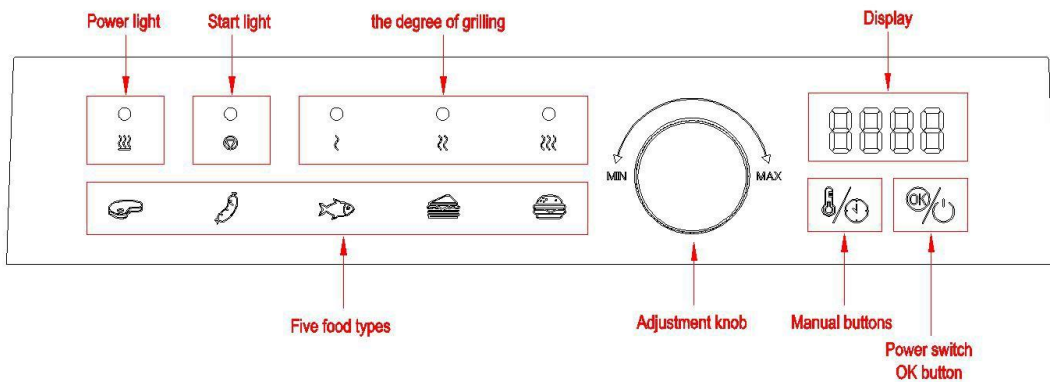 Power light
Start light
the degree of grilling
Display
8888
MIN
MAX
OK
Five food types
Adjustment knob
Manual buttons
Power switch
OK button